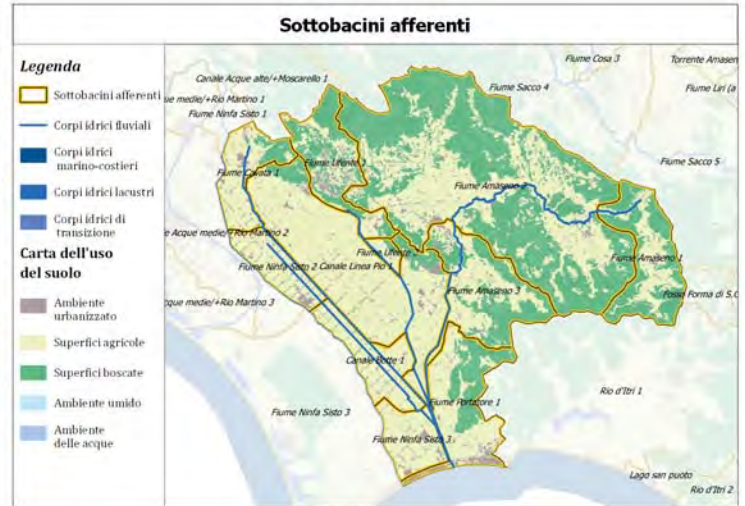 Sottobacini afferenti
Legenda
Sottobacini afferenti
Corpi idrici fluviali
Corpi idrici
marino-costieri
Corpi idrici lacustri
Corpi idrici di
transizione
Carta dell'uso
del suolo
Ambiente
urbanizzato
Superfici agricole
Superfici boscate
Ambiente umido
Ambiente
delle acque
Fiume Cosa 3
Torrente Amasen
Canale Acque alte/+Moscarello 1
Fiume Sacco 4
Fiume Liri (a
ue medie/+Rio Martino 1
Fiume Ninfa Sisto 1
Fiume Ufente 1
Fiume Sacco 5
Fiume Cavata 1
Fiume Amaseno 2
e Acque medie/+Rio Martino 2
Fiume Ufente
Fiume Ninfa Sisto 2
Canale Linea Pio 1
Fiume Amaseno 1
Fiume Amaseno 3
Fosso Forma di S.O
cque medie/+Rio Martino 3
Canale Botte 1
Rio d'Itri 1
Fiume Portatore 1
Fiume Ninfa Sisto 3
Fiume Ninfa Sisto 3
Lago san puoto
Rio d'Itri 2